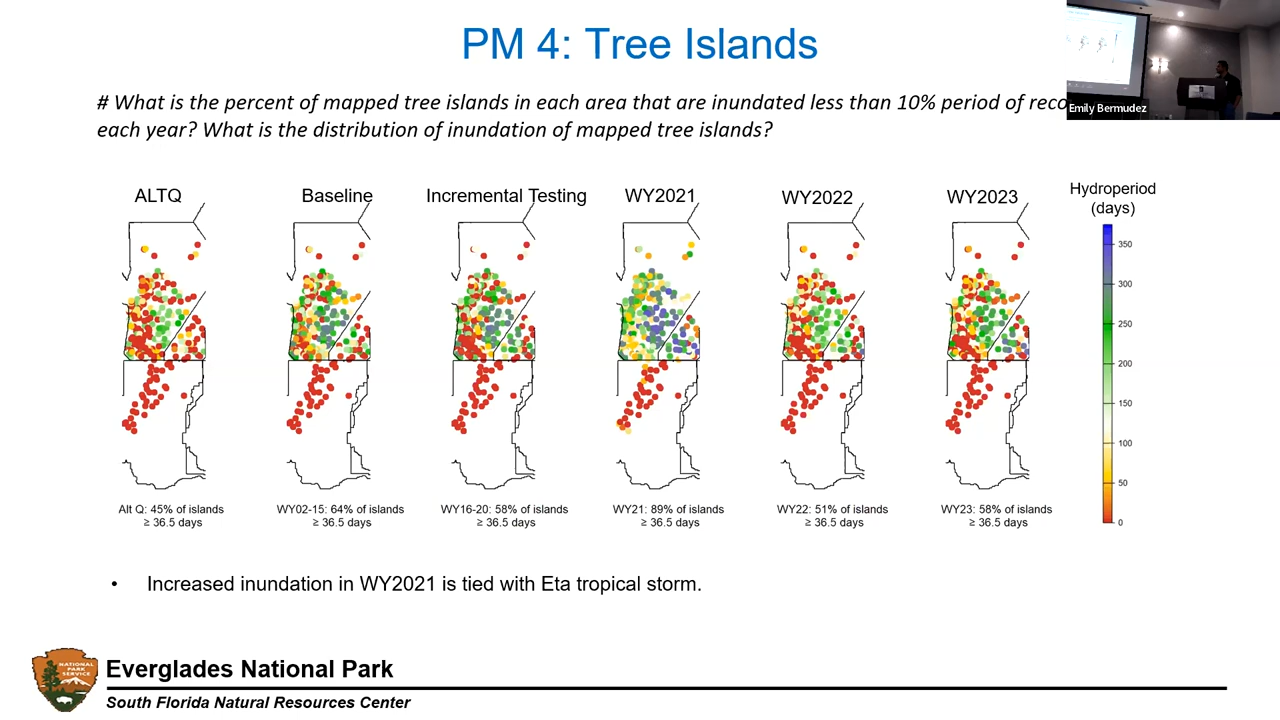 PM 4: Tree Islands
# What is the percent of mapped tree islands in each area that are inundated less than 10% period of
each year? What is the distribution of inundation of mapped tree islands?
Emily Bermudez
ALTQ
Baseline
Incremental Testing
WY2021
WY2022
WY2023
Hydroperiod
(days)
350
300
250
200
150
100
50
0
Alt Q: 45% of islands
≥ 36.5 days
WY02-15: 64% of islands
≥ 36.5 days
WY16-20: 58% of islands
≥ 36.5 days
WY21: 89% of islands
≥ 36.5 days
WY22: 51% of islands
≥ 36.5 days
WY23: 58% of islands
≥ 36.5 days
• Increased inundation in WY2021 is tied with Eta tropical storm.
NATIONAL
PARK
SERVICE
Everglades National Park
South Florida Natural Resources Center